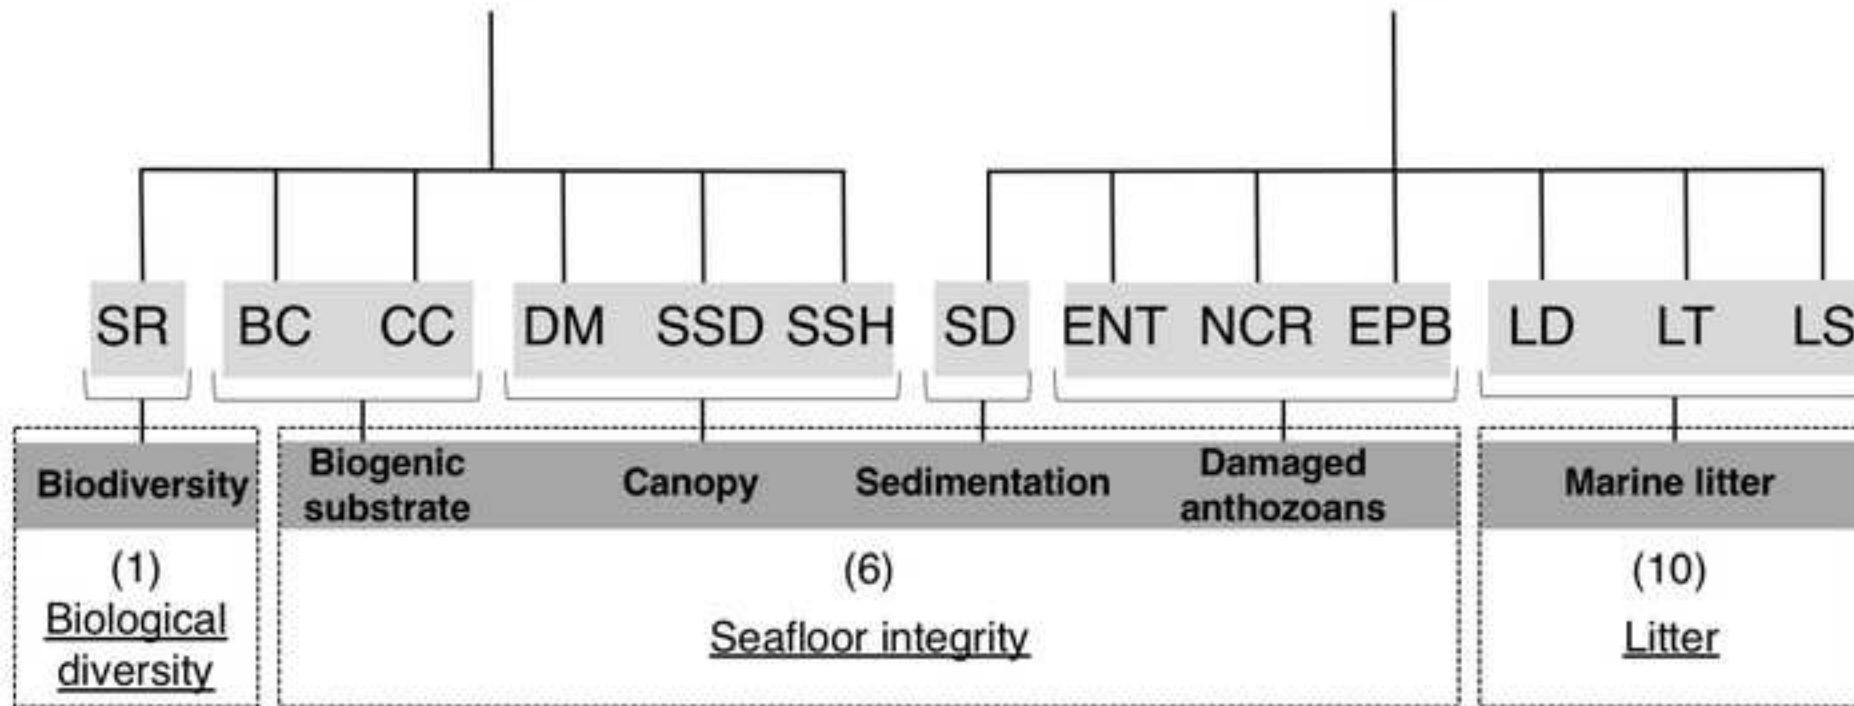 SR BC CC DM SSD SSH SD ENT NCR EPB LD LT LS
Biodiversity
Biogenic
substrate
Canopy
Sedimentation
Damaged
anthozoans
Marine litter
(1)
Biological
diversity
(6)
Seafloor integrity
(10)
Litter